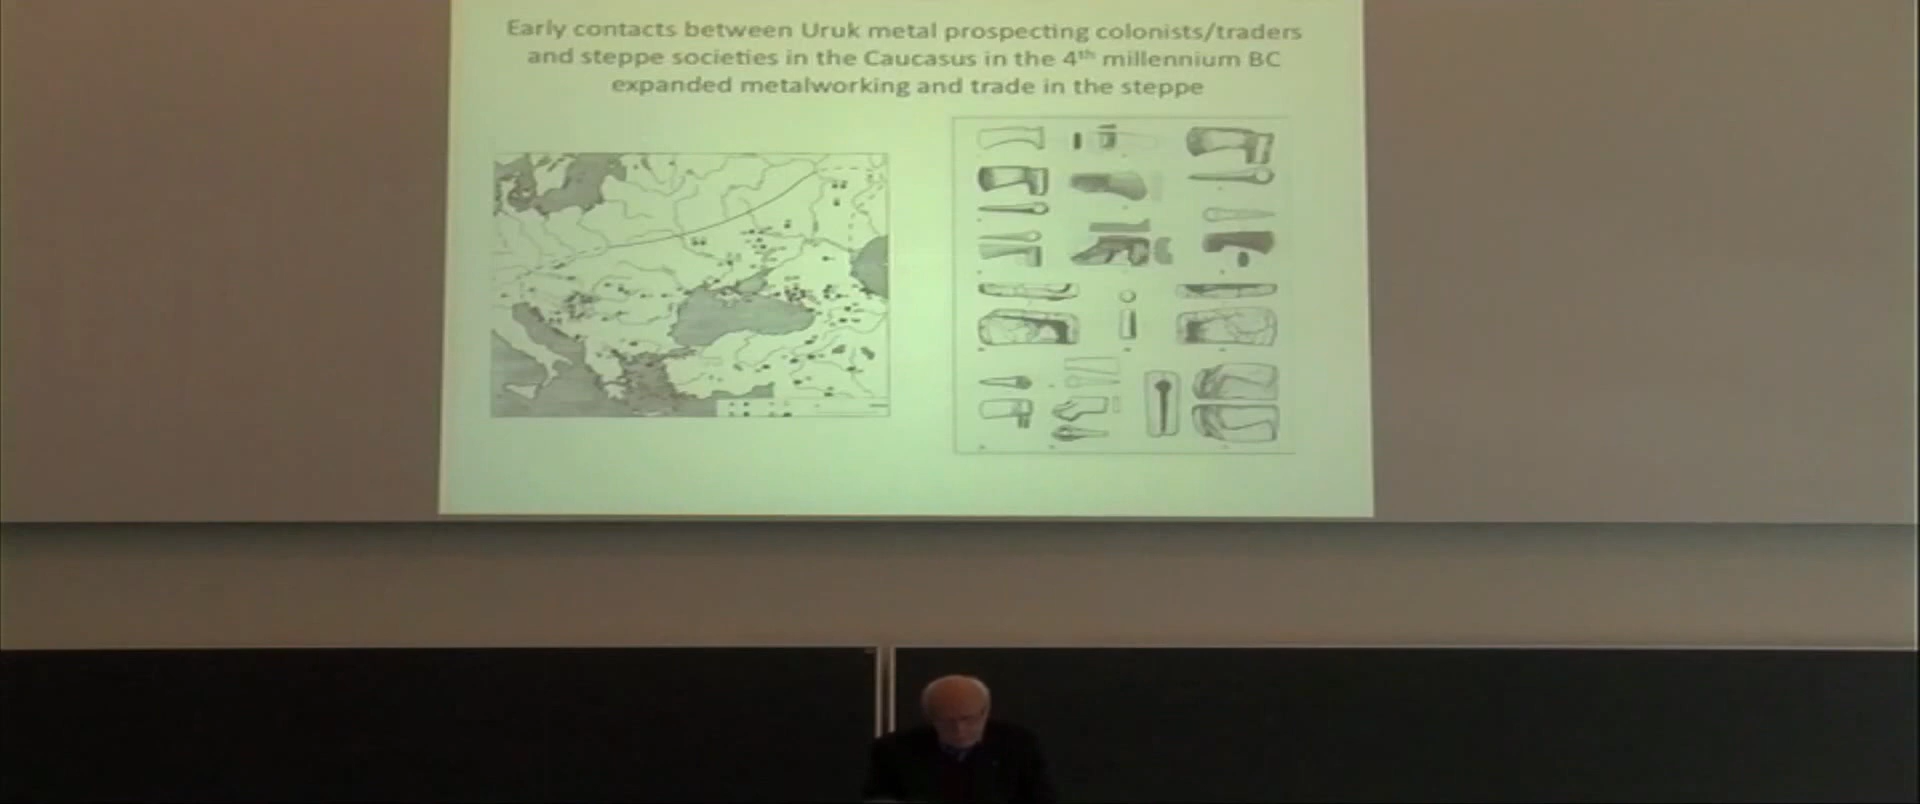 Early contacts between Uruk metal prospecting colonists/traders
and steppe societies in the Caucasus in the 4th millennium BC
expanded metalworking and trade in the steppe